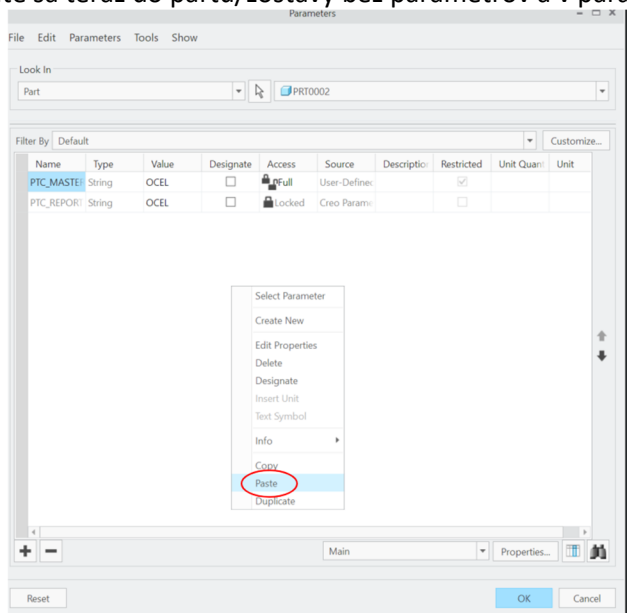 Parameters
File Edit Parameters Tools Show
Look In
Part PRT0002
Filter By Default Customize...
Name Type Value Designate Access Source Description Restricted Unit Quant Unit
PTC_MASTER String OCEL Full User-Defined
PTC_REPORT String OCEL Locked Creo Parame
Select Parameter
Create New
Edit Properties
Delete
Designate
Insert Unit
Text Symbol
Info
Copy
Paste
Duplicate
Main Properties...
Reset OK Cancel